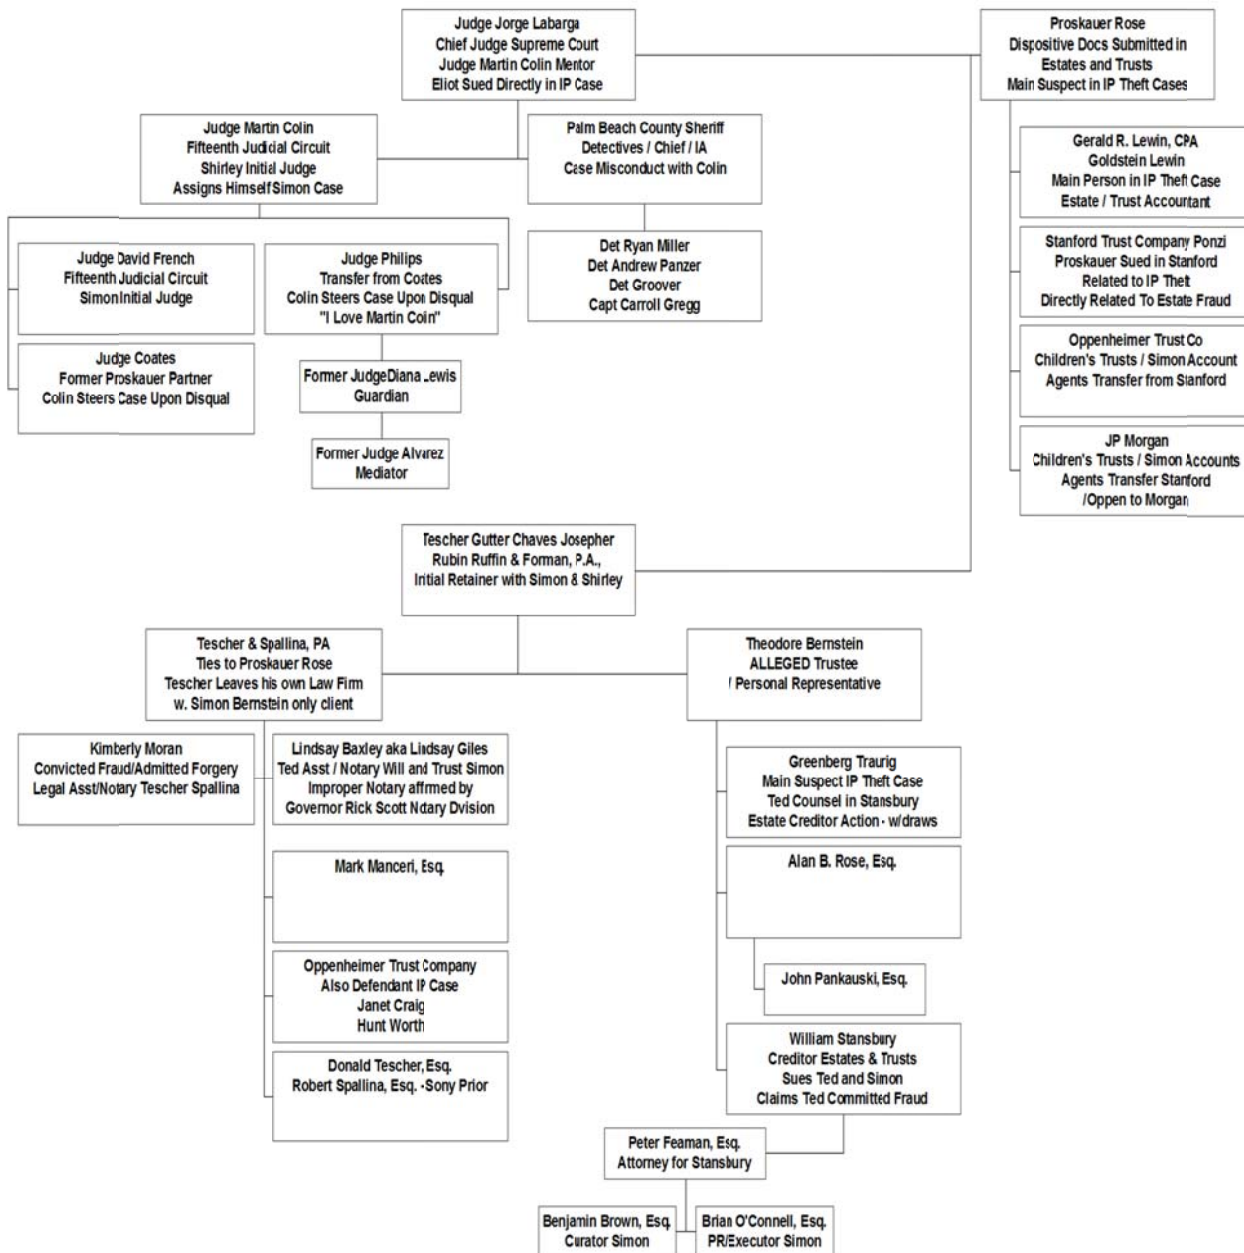 Judge Jorge Labarga
Chief Judge Supreme Court
Judge Martin Colin Mentor
Eliot Sued Directly in IP Case
Proskauer Rose
Dispositive Docs Submitted in
Estates and Trusts
Main Suspect in IP Theft Cases
Judge Martin Colin
Fifteenth Judicial Circuit
Shirley Initial Judge
Assigns Himself Simon Case
Palm Beach County Sheriff
Detectives / Chief / IA
Case Misconduct with Colin
Gerald R. Lewin, CPA
Goldstein Lewin
Main Person in IP Theft Case
Estate / Trust Accountant
Judge David French
Fifteenth Judicial Circuit
Simon Initial Judge
Judge Philips
Transfer from Coates
Colin Steers Case Upon Disqual
"I Love Martin Coin"
Det Ryan Miller
Det Andrew Panzer
Det Groover
Capt Carroll Gregg
Stanford Trust Company Ponzi
Proskauer Sued in Stanford
Related to IP Theft
Directly Related To Estate Fraud
Judge Coates
Former Proskauer Partner
Colin Steers Case Upon Disqual
Former Judge Diana Lewis
Guardian
Oppenheimer Trust Co
Children's Trusts / Simon Account
Agents Transfer from Stanford
Former Judge Alvarez
Mediator
JP Morgan
Children's Trusts / Simon Accounts
Agents Transfer Stanford
/Oppen to Morgan
Tescher Gutter Chaves Josepher
Rubin Ruffin & Forman, P.A.,
Initial Retainer with Simon & Shirley
Tescher & Spallina, PA
Ties to Proskauer Rose
Tescher Leaves his own Law Firm
w. Simon Bernstein only client
Theodore Bernstein
ALLEGED Trustee
/ Personal Representative
Kimberly Moran
Convicted Fraud/Admitted Forgery
Legal Asst/Notary Tescher Spallina
Lindsay Baxley aka Lindsay Giles
Ted Asst / Notary Will and Trust Simon
Improper Notary affirmed by
Governor Rick Scott Notary Dvision
Greenberg Traurig
Main Suspect IP Theft Case
Ted Counsel in Stansbury
Estate Creditor Action - w/draws
Mark Manceri, Esq.
Alan B. Rose, Esq.
Oppenheimer Trust Company
Also Defendant IP Case
Janet Craig
Hunt Worth
John Pankauski, Esq.
Donald Tescher, Esq.
Robert Spallina, Esq. -Sony Prior
William Stansbury
Creditor Estates & Trusts
Sues Ted and Simon
Claims Ted Committed Fraud
Peter Feaman, Esq.
Attorney for Stansbury
Benjamin Brown, Esq.
Curator Simon
Brian O'Connell, Esq.
PR/Executor Simon